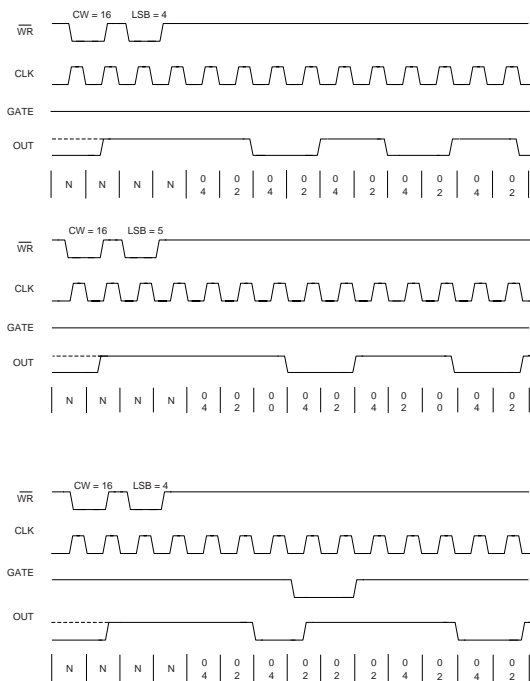 CW = 16 LSB = 4
WR
CLK
GATE
OUT
N N N N 0 0 0 0 0 0 0 0 0 0
4 2 4 2 4 2 4 2 4 2
CW = 16 LSB = 5
WR
CLK
GATE
OUT
N N N N 0 0 0 0 0 0 0 0 0 0
4 2 0 4 2 4 2 0 4 2
CW = 16 LSB = 4
WR
CLK
GATE
OUT
N N N N 0 0 0 0 0 0 0 0 0 0
4 2 4 2 2 2 4 2 4 2